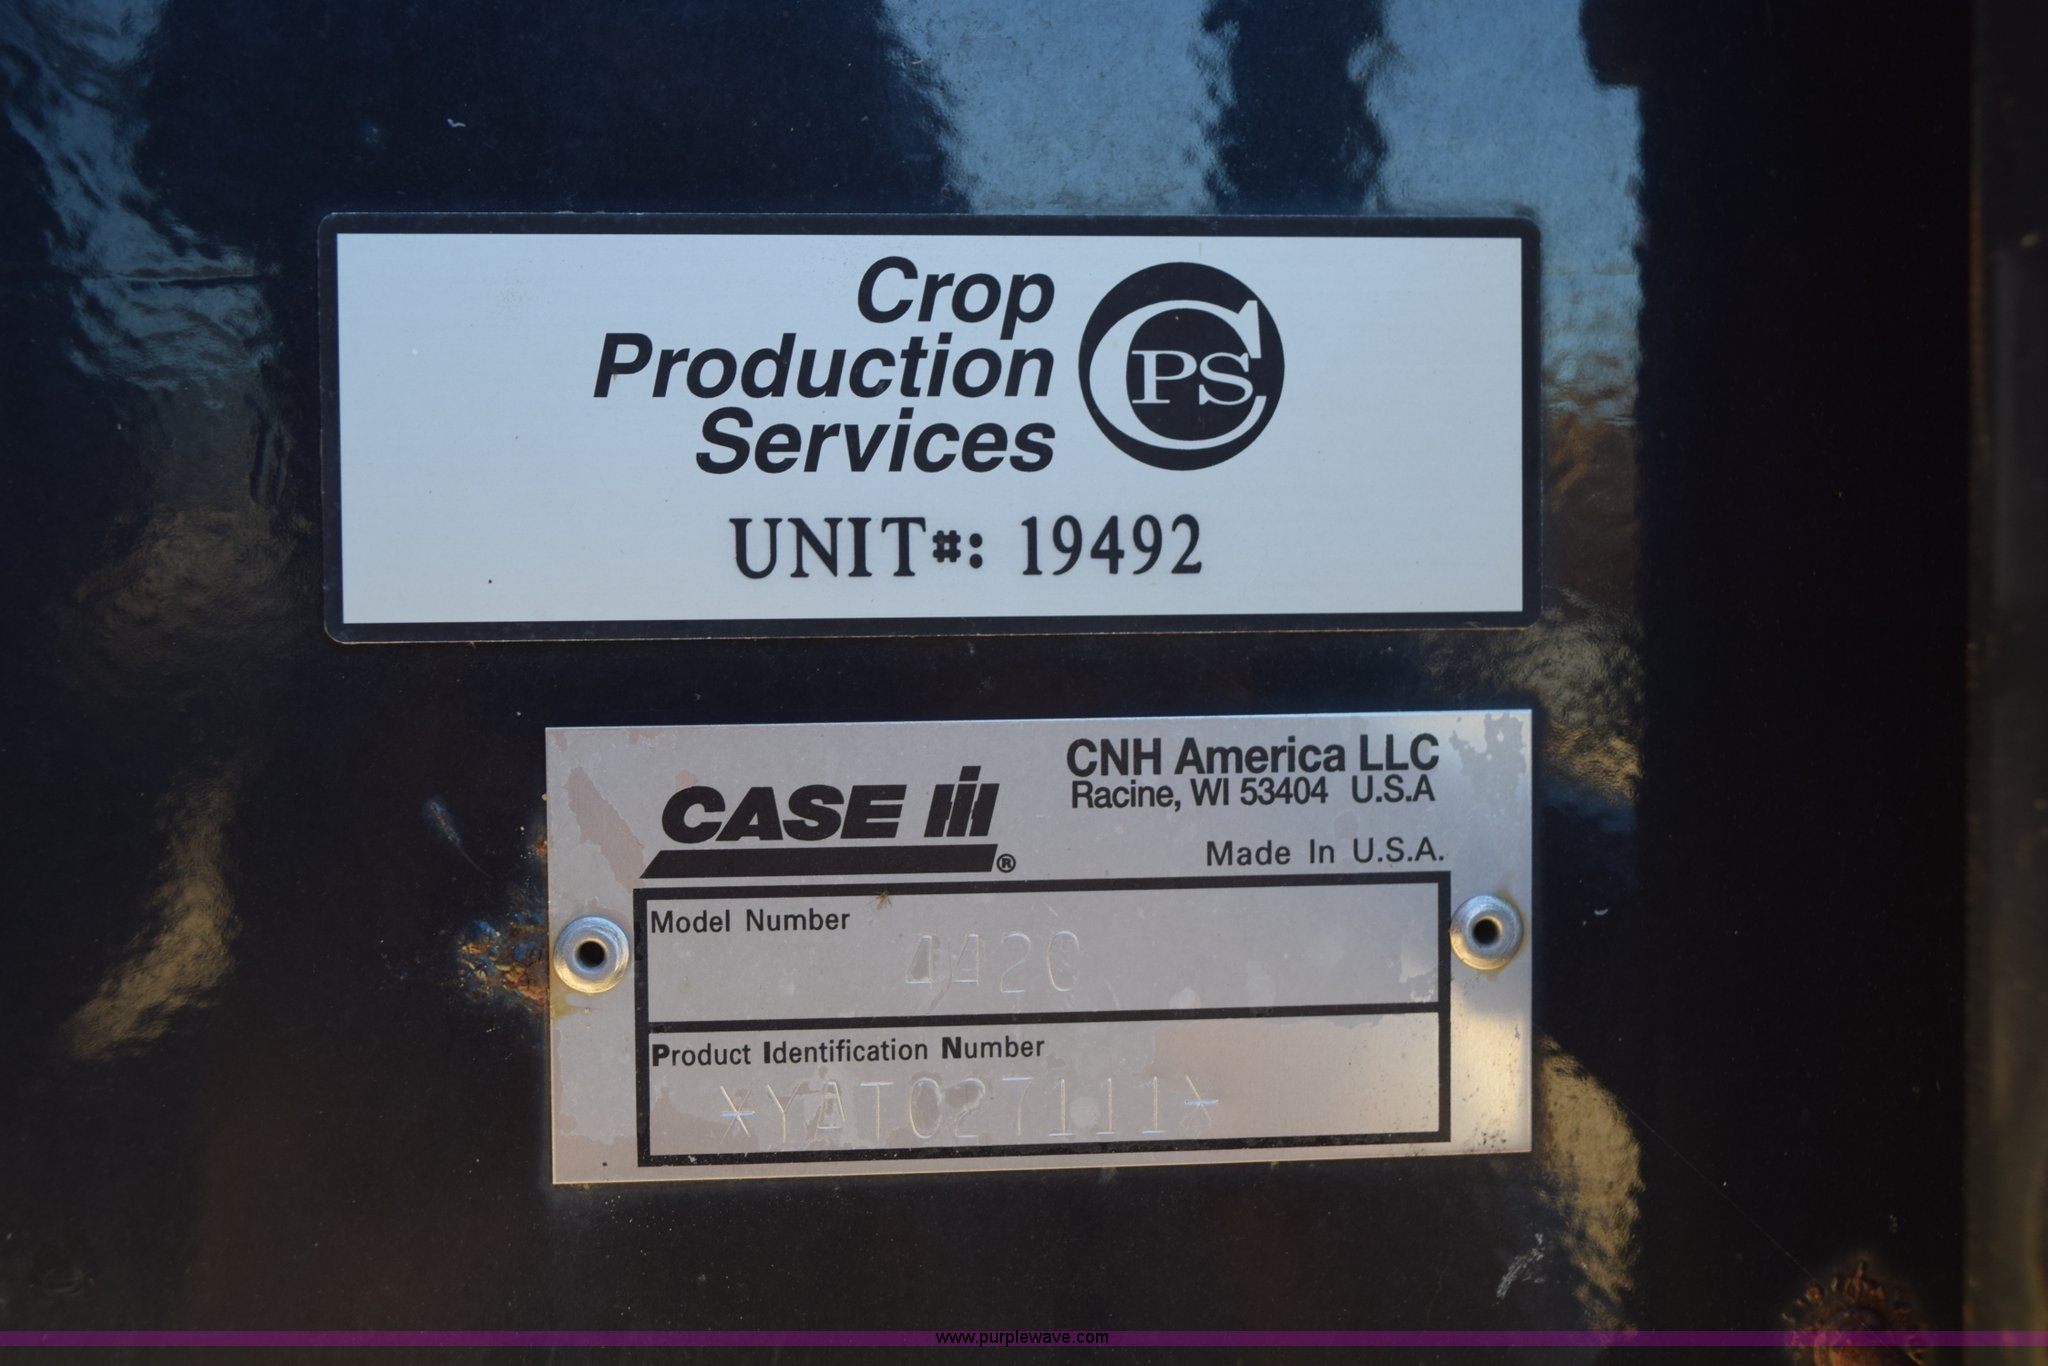 Crop
Production
Services
CPS
UNIT#: 19492
CASE IH
®
CNH America LLC
Racine, WI 53404 U.S.A
Made In U.S.A.
Model Number
4420
Product Identification Number
*YAT027111*
www.purplewave.com